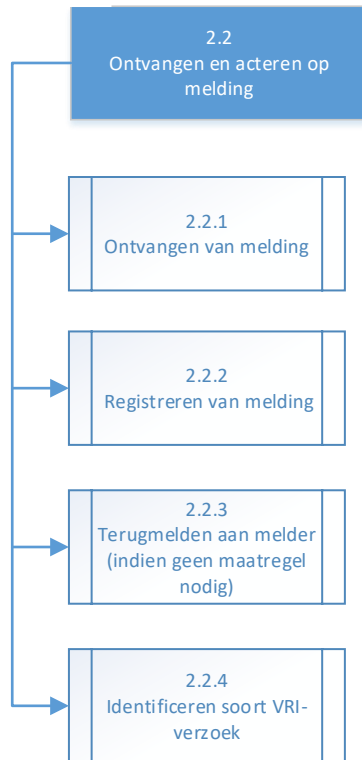 2.2
Ontvangen en acteren op
melding
2.2.1
Ontvangen van melding
2.2.2
Registreren van melding
2.2.3
Terugmelden aan melder
(indien geen maatregel
nodig)
2.2.4
Identificeren soort VRI-
verzoek